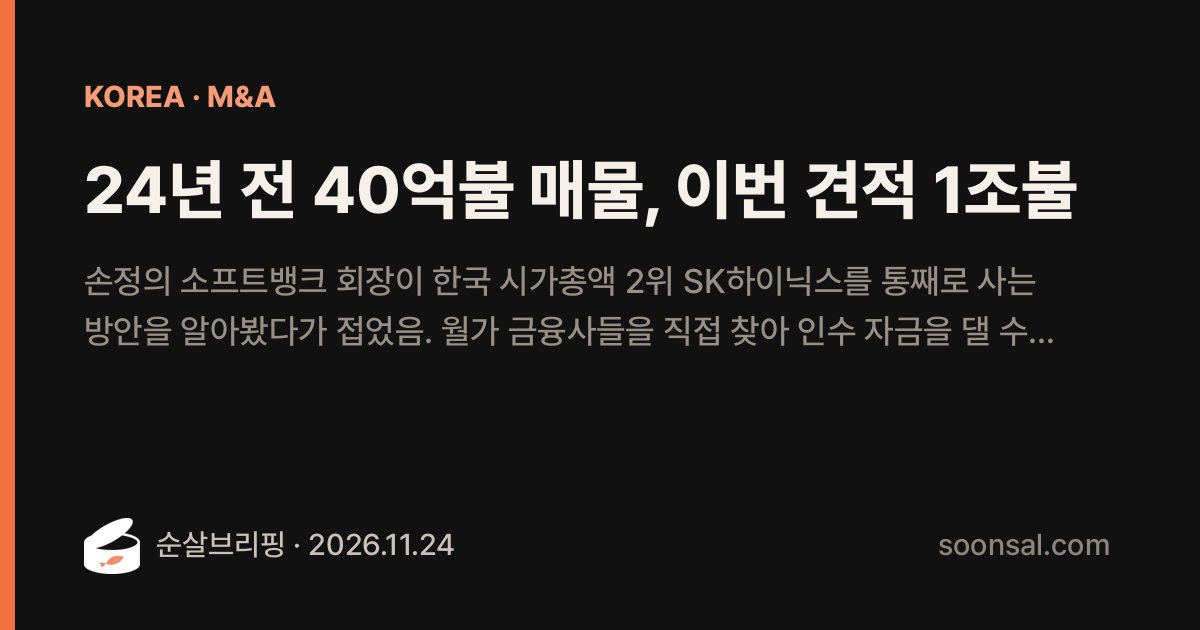 KOREA · M&A
24년 전 40억불 매물, 이번 견적 1조불
손정의 소프트뱅크 회장이 한국 시가총액 2위 SK하이닉스를 통째로 사는
방안을 알아봤다가 접었음. 월가 금융사들을 직접 찾아 인수 자금을 댈 수...
순살브리핑 · 2026.11.24
soonsal.com